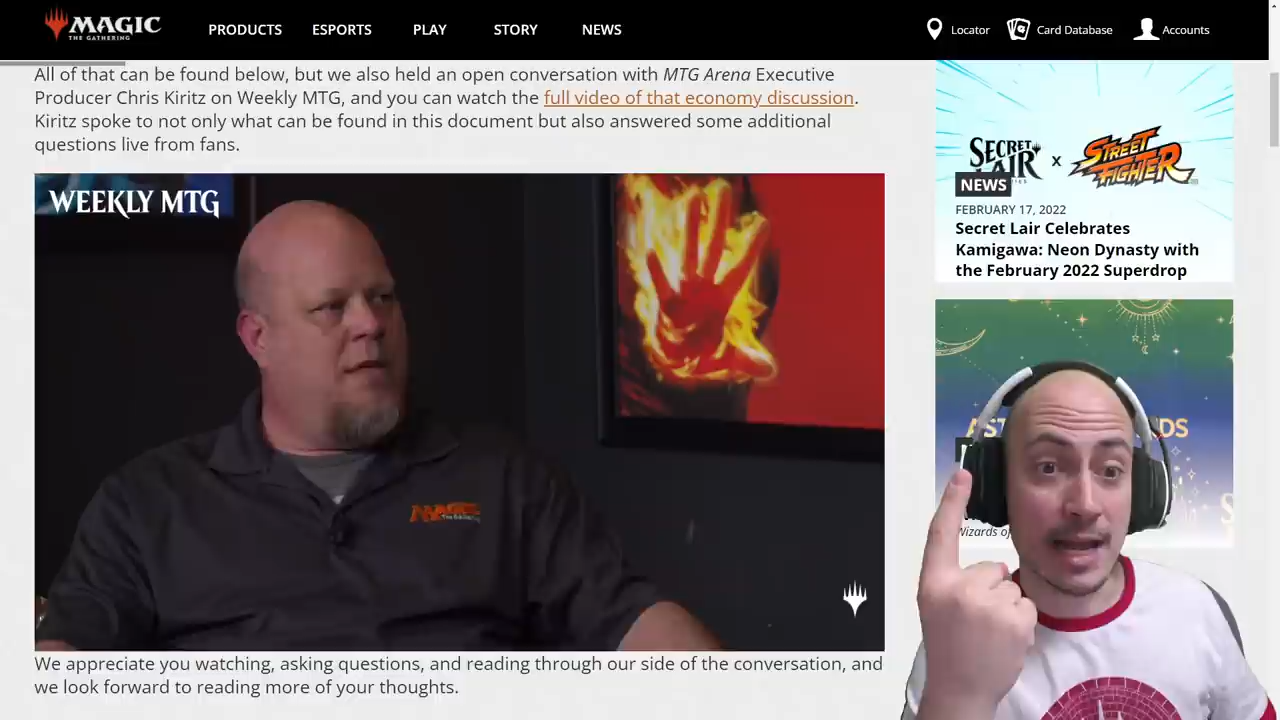 MAGIC
THE GATHERING
PRODUCTS
ESPORTS
PLAY
STORY
NEWS
Locator
Card Database
Accounts
All of that can be found below, but we also held an open conversation with MTG Arena Executive
Producer Chris Kiritz on Weekly MTG, and you can watch the full video of that economy discussion.
Kiritz spoke to not only what can be found in this document but also answered some additional
questions live from fans.
WEEKLY MTG
MAGIC
We appreciate you watching, asking questions, and reading through our side of the conversation, and
we look forward to reading more of your thoughts.
SECRET
LAIR
x
STREET
FIGHTER
NEWS
FEBRUARY 17, 2022
Secret Lair Celebrates
Kamigawa: Neon Dynasty with
the February 2022 Superdrop
Wizards of